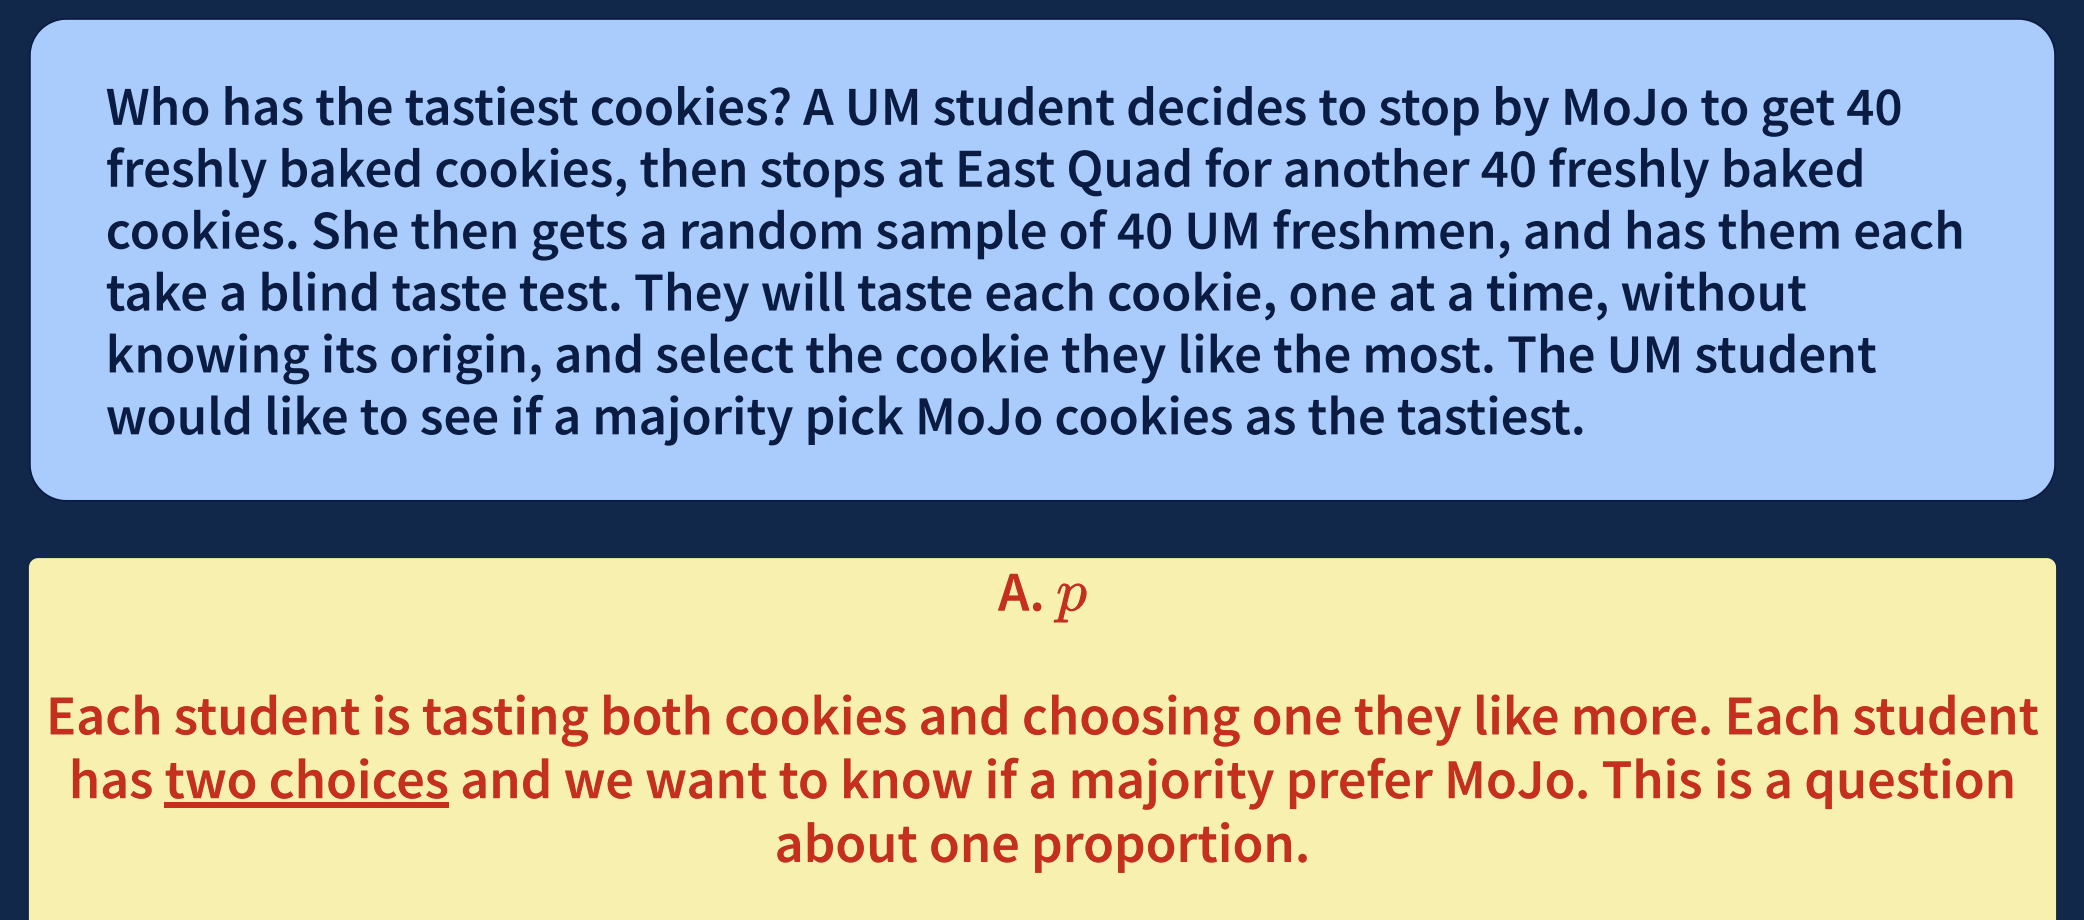 Who has the tastiest cookies? A UM student decides to stop by MoJo to get 40
freshly baked cookies, then stops at East Quad for another 40 freshly baked
cookies. She then gets a random sample of 40 UM freshmen, and has them each
take a blind taste test. They will taste each cookie, one at a time, without
knowing its origin, and select the cookie they like the most. The UM student
would like to see if a majority pick MoJo cookies as the tastiest.
A. p
Each student is tasting both cookies and choosing one they like more. Each student
has two choices and we want to know if a majority prefer MoJo. This is a question
about one proportion.